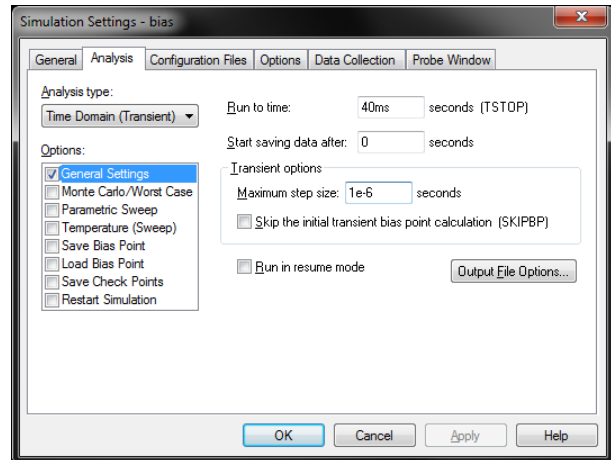 Simulation Settings - bias
General Analysis Configuration Files Options Data Collection Probe Window
Analysis type:
Time Domain (Transient)
Options:
General Settings
Monte Carlo/Worst Case
Parametric Sweep
Temperature (Sweep)
Save Bias Point
Load Bias Point
Save Check Points
Restart Simulation
Run to time: 40ms seconds (TSTOP)
Start saving data after: 0 seconds
Transient options
Maximum step size: 1e-6 seconds
Skip the initial transient bias point calculation (SKIPBP)
Run in resume mode
Output File Options...
OK Cancel Apply Help